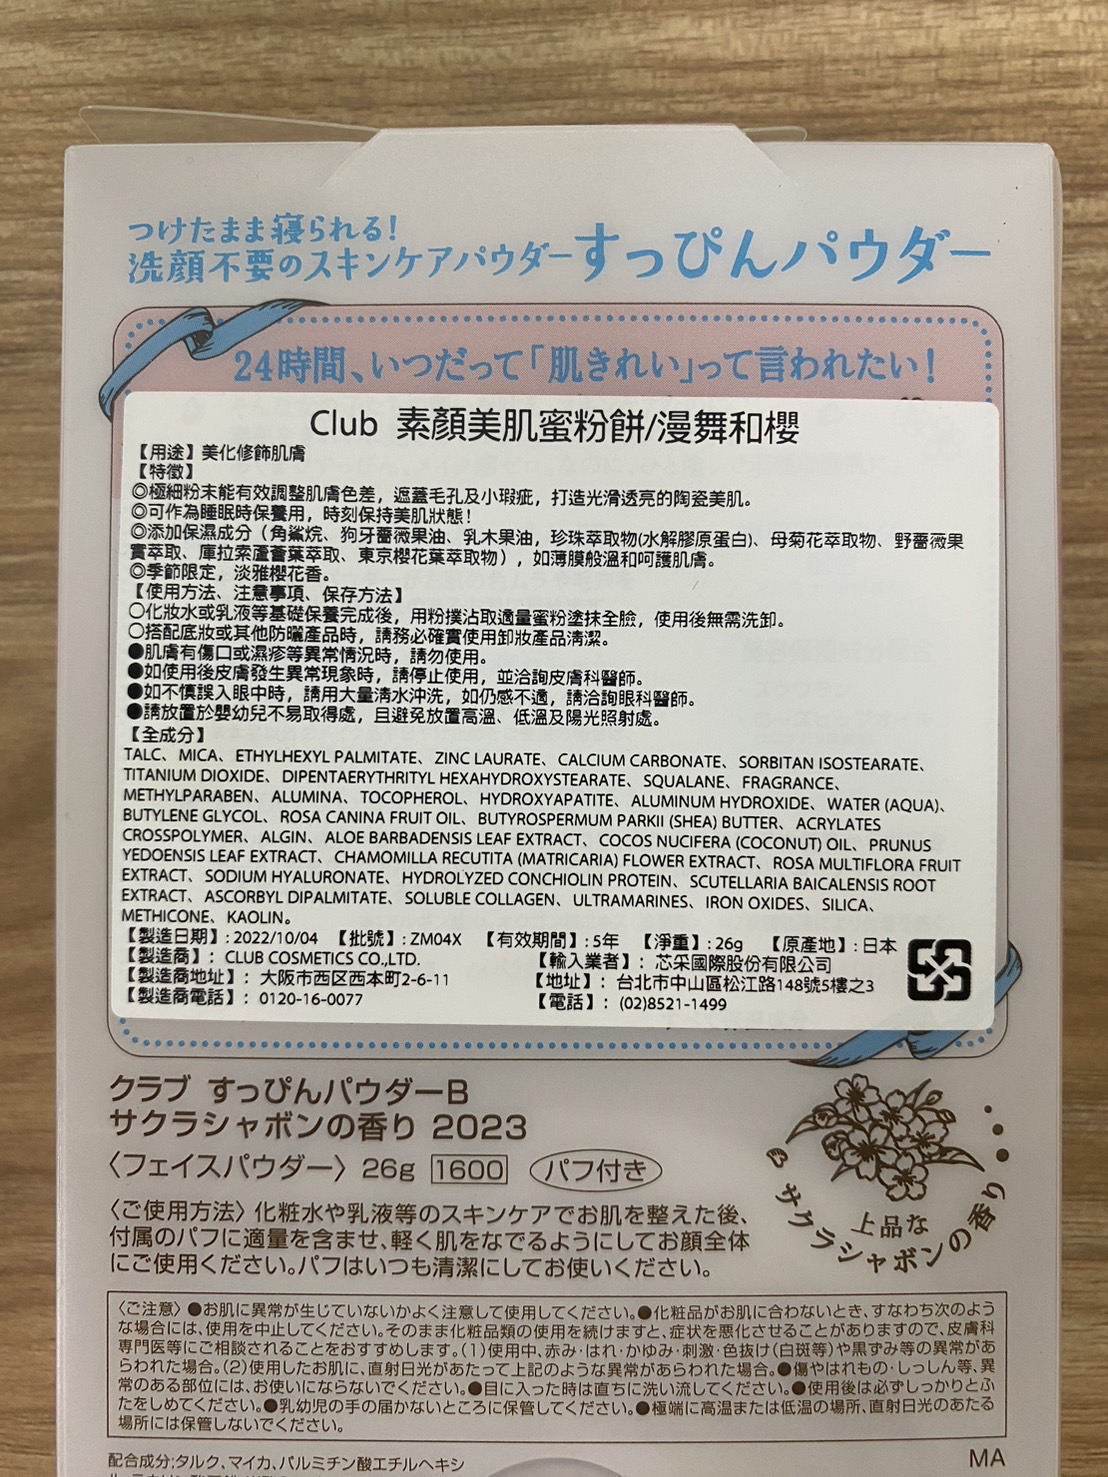 つけたまま寝られる!
洗顔不要のスキンケアパウダーすっぴんパウダー
24時間、いつだって「肌きれい」って言われたい!
Club 素顏美肌蜜粉餅/漫舞和櫻
【用途】美化修飾肌膚
【特徵】
◎極細粉末能有效調整肌膚色差，遮蓋毛孔及小瑕疵，打造光滑透亮的陶瓷美肌。
◎可作為睡眠時保養用，時刻保持美肌狀態!
◎添加保濕成分（角鯊烷、狗牙薔薇果油、乳木果油，珍珠萃取物(水解膠原蛋白)、母菊花萃取物、野薔薇果
實萃取、庫拉索蘆薈葉萃取、東京櫻花葉萃取物），如薄膜般溫和呵護肌膚。
◎季節限定，淡雅櫻花香。
【使用方法、注意事項、保存方法】
○化妝水或乳液等基礎保養完成後，用粉撲沾取適量蜜粉塗抹全臉，使用後無需洗卸。
○搭配底妝或其他防曬產品時，請務必確實使用卸妝產品清潔。
●肌膚有傷口或濕疹等異常情況時，請勿使用。
●如使用後皮膚發生異常現象時，請停止使用，並洽詢皮膚科醫師。
●如不慎誤入眼中時，請用大量清水沖洗，如仍感不適，請洽詢眼科醫師。
●請放置於嬰幼兒不易取得處，且避免放置高溫、低溫及陽光照射處。
【全成分】
TALC、MICA、ETHYLHEXYL PALMITATE、ZINC LAURATE、CALCIUM CARBONATE、SORBITAN ISOSTEARATE、
TITANIUM DIOXIDE、DIPENTAERYTHRITYL HEXAHYDROXYSTEARATE、SQUALANE、FRAGRANCE、
METHYLPARABEN、ALUMINA、TOCOPHEROL、HYDROXYAPATITE、ALUMINUM HYDROXIDE、WATER (AQUA)、
BUTYLENE GLYCOL、ROSA CANINA FRUIT OIL、BUTYROSPERMUM PARKII (SHEA) BUTTER、ACRYLATES
CROSSPOLYMER、ALGIN、ALOE BARBADENSIS LEAF EXTRACT、COCOS NUCIFERA (COCONUT) OIL、PRUNUS
YEDOENSIS LEAF EXTRACT、CHAMOMILLA RECUTITA (MATRICARIA) FLOWER EXTRACT、ROSA MULTIFLORA FRUIT
EXTRACT、SODIUM HYALURONATE、HYDROLYZED CONCHIOLIN PROTEIN、SCUTELLARIA BAICALENSIS ROOT
EXTRACT、ASCORBYL DIPALMITATE、SOLUBLE COLLAGEN、ULTRAMARINES、IRON OXIDES、SILICA、
METHICONE、KAOLIN。
【製造日期】:2022/10/04 【批號】:ZM04X 【有效期間】:5年 【淨重】:26g 【原產地】:日本
【製造商】: CLUB COSMETICS CO.,LTD. 【輸入業者】: 芯采國際股份有限公司
【製造商地址】: 大阪市西区西本町2-6-11 【地址】: 台北市中山區松江路148號5樓之3
【製造商電話】: 0120-16-0077 【電話】: (02)8521-1499
クラブ すっぴんパウダーB
サクラシャボンの香り 2023
〈フェイスパウダー〉26g 1600 パフ付き
上品な
サクラシャボンの香り
〈ご使用方法〉化粧水や乳液等のスキンケアでお肌を整えた後、
付属のパフに適量を含ませ、軽く肌をなでるようにしてお顔全体
にご使用ください。パフはいつも清潔にしてお使いください。
〈ご注意〉●お肌に異常が生じていないかよく注意して使用してください。●化粧品がお肌に合わないとき、すなわち次のよう
な場合には、使用を中止してください。そのまま化粧品類の使用を続けますと、症状を悪化させることがありますので、皮膚科
専門医等にご相談されることをおすすめします。(1)使用中、赤み・はれ・かゆみ・刺激・色抜け(白斑等)や黒ずみ等の異常があ
らわれた場合。(2)使用したお肌に、直射日光があたって上記のような異常があらわれた場合。●傷やはれもの・しっしん等、異
常のある部位には、お使いにならないでください。●目に入った時は直ちに洗い流してください。●使用後は必ずしっかりとふ
たをしめてください。●乳幼児の手の届かないところに保管してください。●極端に高温または低温の場所、直射日光のあたる
場所には保管しないでください。
MA
配合成分;タルク、マイカ、パルミチン酸エチルヘキシ